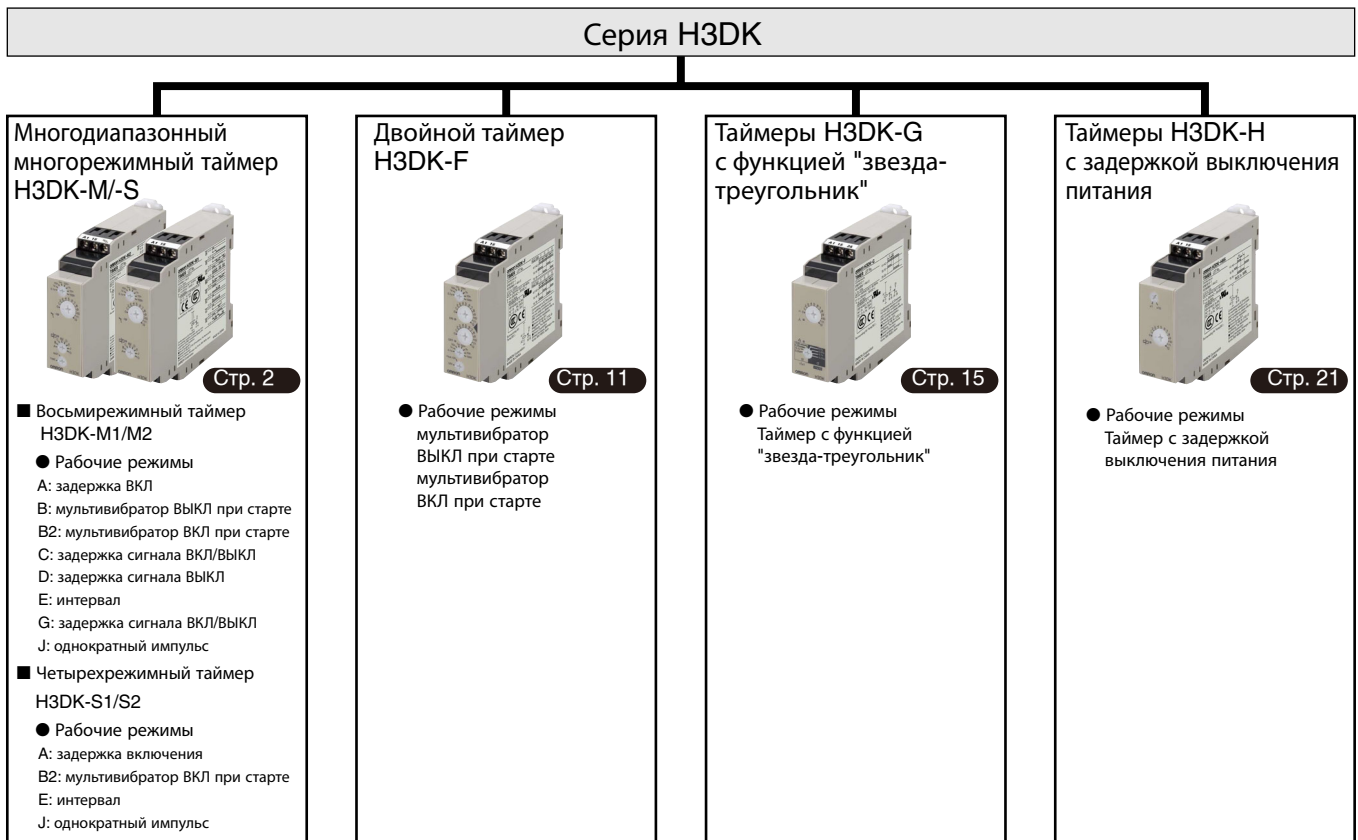 Серия H3DK
Многодиапазонный
многорежимный таймер
H3DK-M/-S
Стр. 2
■ Восьмирежимный таймер
H3DK-M1/M2
● Рабочие режимы
A: задержка ВКЛ
B: мультивибратор ВЫКЛ при старте
B2: мультивибратор ВКЛ при старте
C: задержка сигнала ВКЛ/ВЫКЛ
D: задержка сигнала ВЫКЛ
E: интервал
G: задержка сигнала ВКЛ/ВЫКЛ
J: однократный импульс
■ Четырехрежимный таймер
H3DK-S1/S2
● Рабочие режимы
A: задержка включения
B2: мультивибратор ВКЛ при старте
E: интервал
J: однократный импульс
Двойной таймер
H3DK-F
Стр. 11
● Рабочие режимы
мультивибратор
ВЫКЛ при старте
мультивибратор
ВКЛ при старте
Таймеры H3DK-G
с функцией "звезда-
треугольник"
Стр. 15
● Рабочие режимы
Таймер с функцией
"звезда-треугольник"
Таймеры H3DK-H
с задержкой выключения
питания
Стр. 21
● Рабочие режимы
Таймер с задержкой
выключения питания